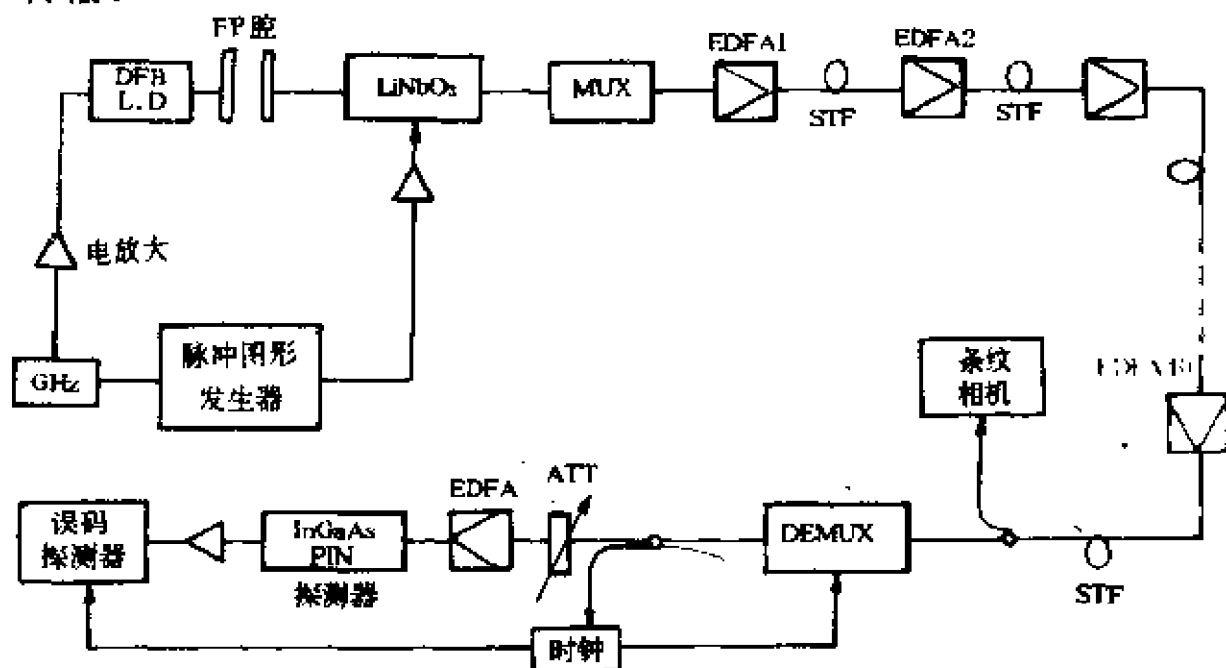 FP腔
EDFA1
EDFA2
DFB
L.D
LiNbO₃
MUX
STF
STF
电放大
GHz
脉冲图形
发生器
条纹
相机
误码
探测器
InGaAs
PIN
探测器
EDFA
ATT
DEMUX
STF
时钟